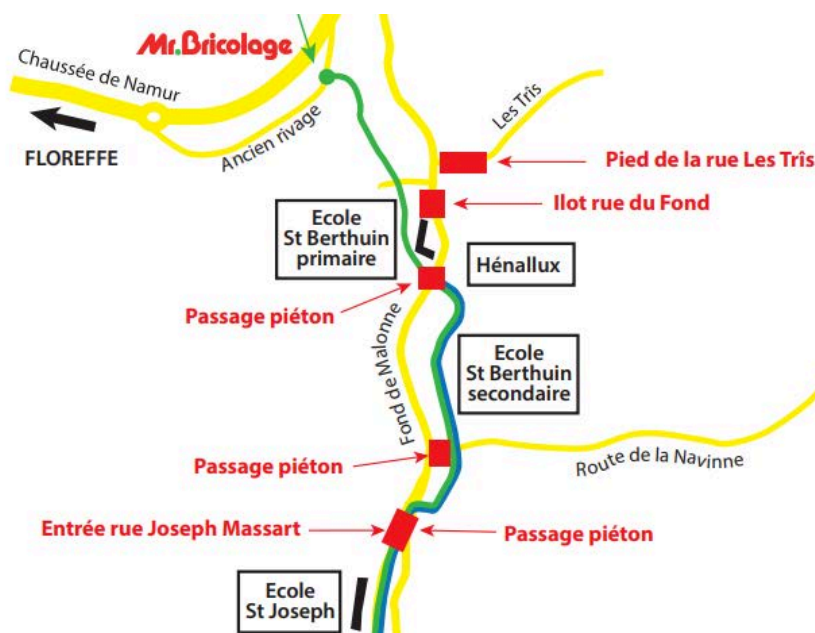 Mr.Bricolage
Chaussée de Namur
FLOREFFE
Ancien rivage
Les Trîs
Pied de la rue Les Trîs
Ilot rue du Fond
Ecole
St Berthuin
primaire
Hénallux
Passage piéton
Fond de Malonne
Ecole
St Berthuin
secondaire
Passage piéton
Route de la Navinne
Entrée rue Joseph Massart
Passage piéton
Ecole
St Joseph